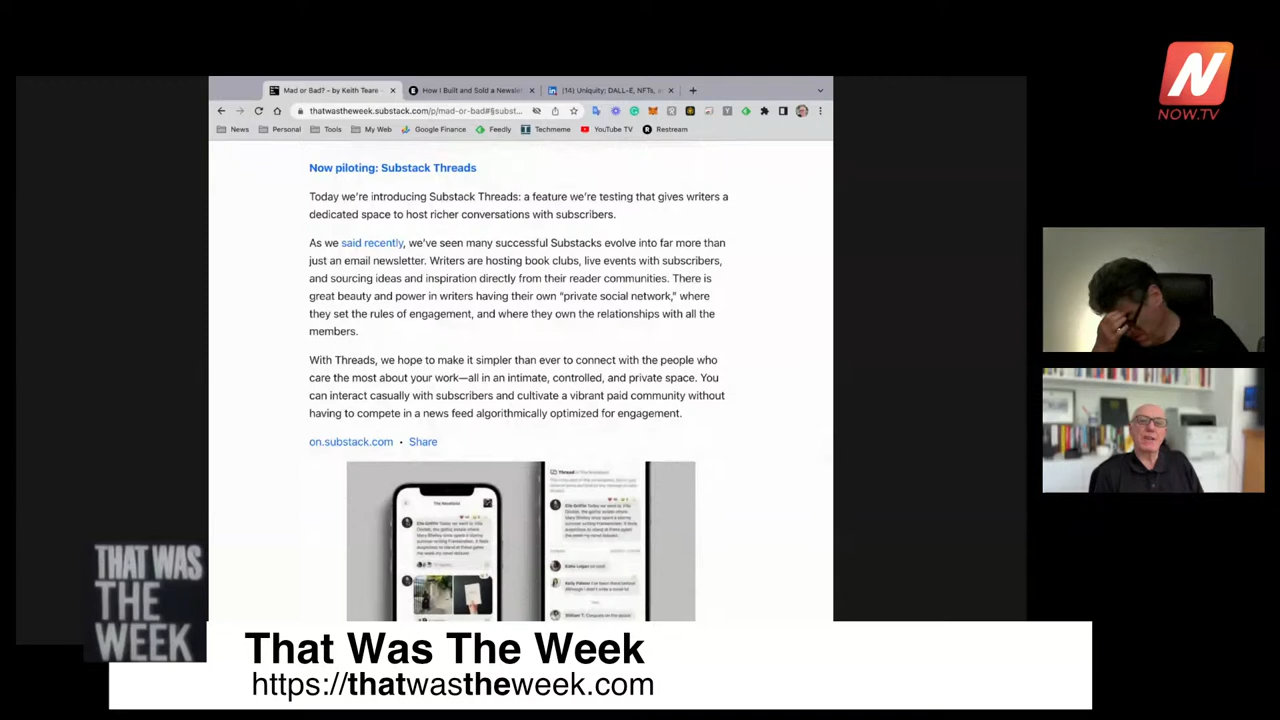 N
NOW.TV
Mad or Bad? – by Keith Teare -
How I Built and Sold a Newslet
(14) Uniquity: DALL-E, NFTs,
thatwastheweek.substack.com/p/mad-or-bad#§subst...
News
Personal
Tools
My Web
Google Finance
Feedly
Techmeme
YouTube TV
Restream
Now piloting: Substack Threads
Today we're introducing Substack Threads: a feature we're testing that gives writers a
dedicated space to host richer conversations with subscribers.
As we said recently, we've seen many successful Substacks evolve into far more than
just an email newsletter. Writers are hosting book clubs, live events with subscribers,
and sourcing ideas and inspiration directly from their reader communities. There is
great beauty and power in writers having their own “private social network,” where
they set the rules of engagement, and where they own the relationships with all the
members.
With Threads, we hope to make it simpler than ever to connect with the people who
care the most about your work—all in an intimate, controlled, and private space. You
can interact casually with subscribers and cultivate a vibrant paid community without
having to compete in a news feed algorithmically optimized for engagement.
on.substack.com • Share
THAT WAS
THE
WEEK
That Was The Week
https://thatwastheweek.com